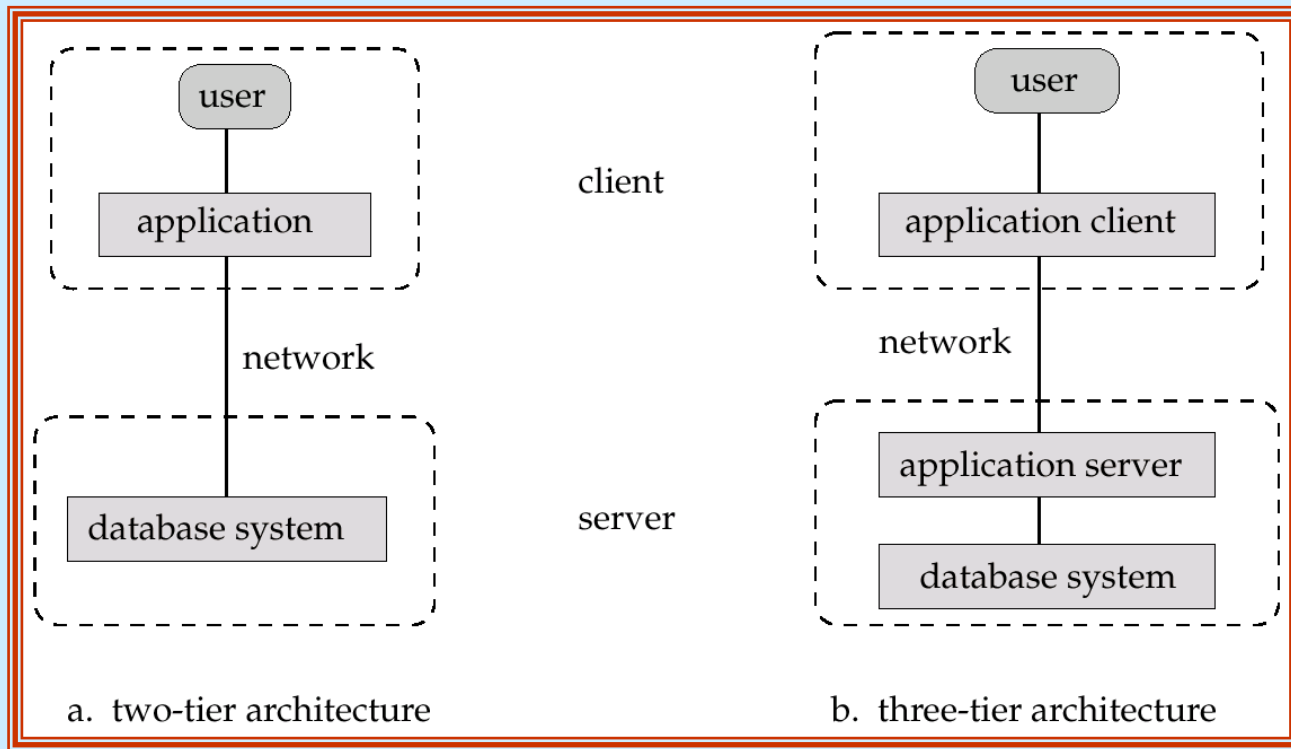 user
application
network
database system
client
server
user
application client
network
application server
database system
a. two-tier architecture
b. three-tier architecture